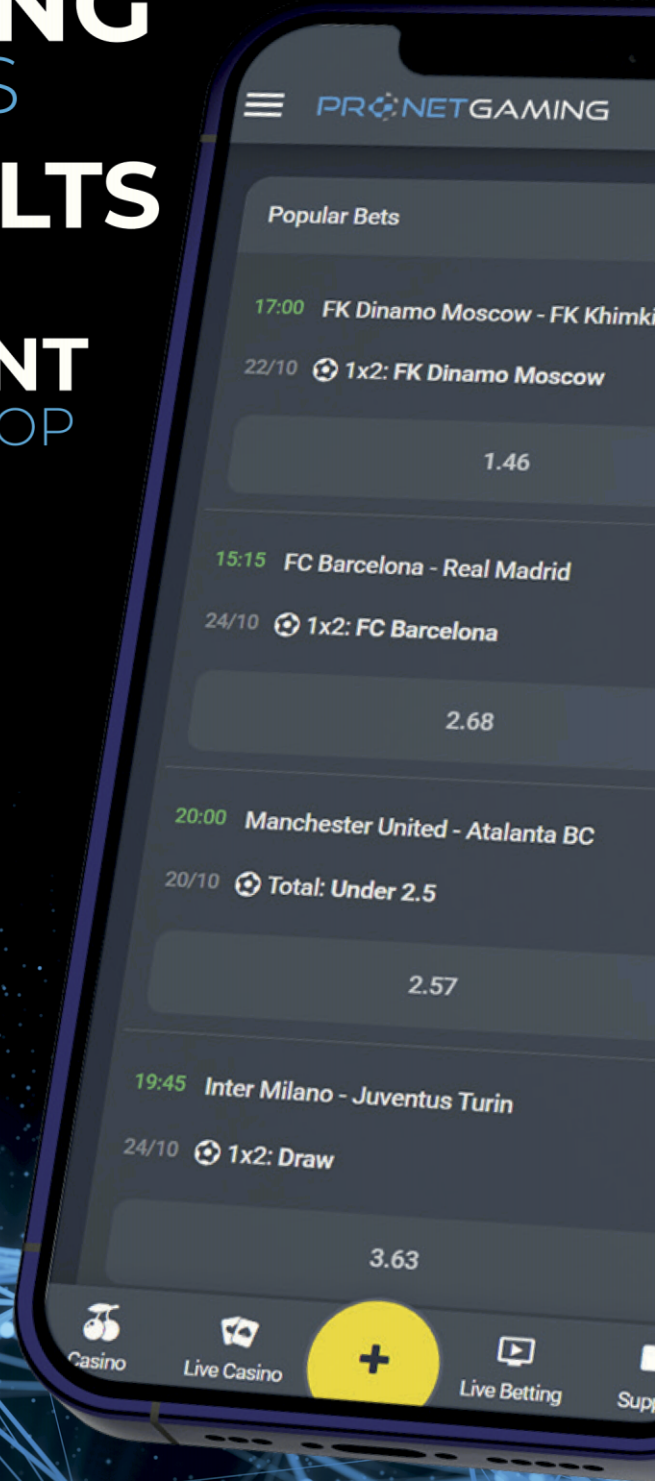 NG
S
LTS
NT
OP
PRONETGAMING
Popular Bets
17:00 FK Dinamo Moscow - FK Khimki
22/10 1x2: FK Dinamo Moscow
1.46
15:15 FC Barcelona - Real Madrid
24/10 1x2: FC Barcelona
2.68
20:00 Manchester United - Atalanta BC
20/10 Total: Under 2.5
2.57
19:45 Inter Milano - Juventus Turin
24/10 1x2: Draw
3.63
Casino Live Casino + Live Betting Supp